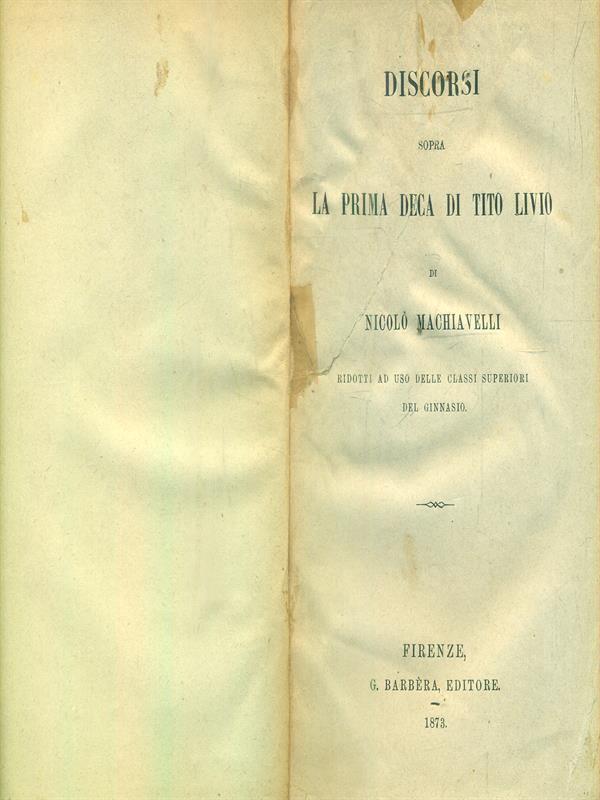 DISCORSI
SOPRA
LA PRIMA DECA DI TITO LIVIO
DI
NICOLÒ MACHIAVELLI
RIDOTTI AD USO DELLE CLASSI SUPERIORI
DEL GINNASIO.
FIRENZE,
G. BARBÈRA, EDITORE.
1873.